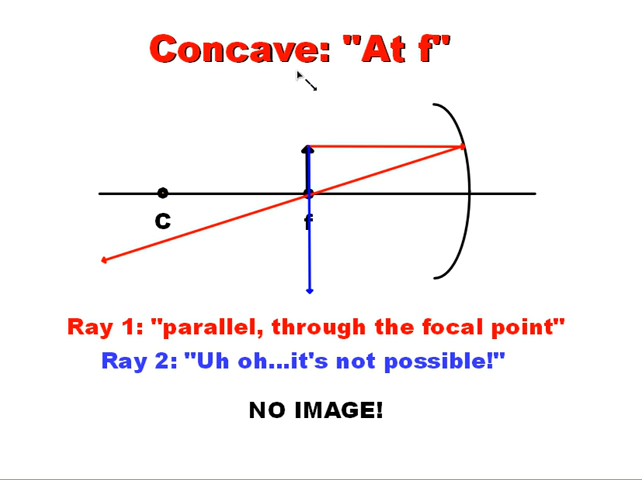 Concave: "At f"
C
f
Ray 1: "parallel, through the focal point"
Ray 2: "Uh oh...it's not possible!"
NO IMAGE!